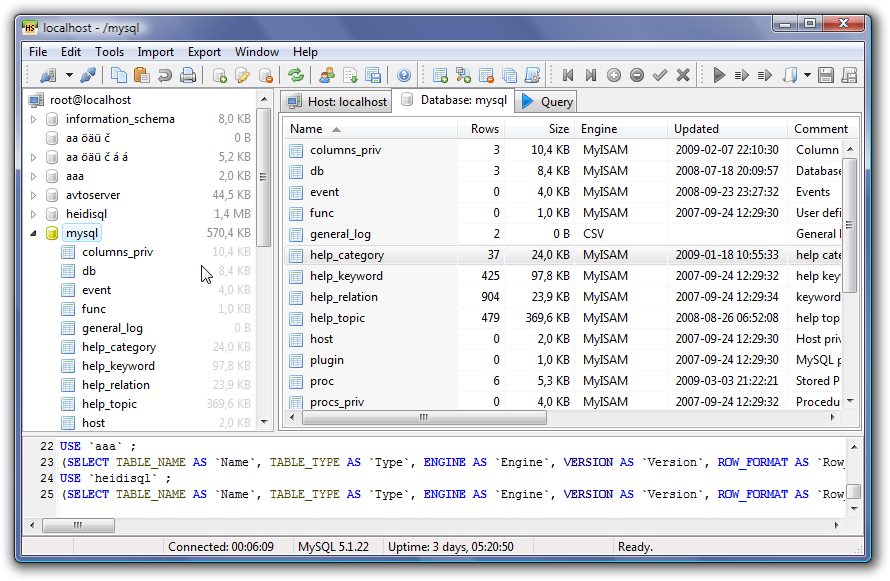 localhost - /mysql
File Edit Tools Import Export Window Help
root@localhost
information_schema 8,0 KB
aa öäü č 0 B
aa öäü č á á 5,2 KB
aaa 2,0 KB
avtoserver 44,5 KB
heidisql 1,4 MB
mysql 570,4 KB
columns_priv 10,4 KB
db 8,4 KB
event 4,0 KB
func 1,0 KB
general_log 0 B
help_category 24,0 KB
help_keyword 97,8 KB
help_relation 23,9 KB
help_topic 369,6 KB
host 2,0 KB
Host: localhost Database: mysql Query
Name Rows Size Engine Updated Comment
columns_priv 3 10,4 KB MyISAM 2009-02-07 22:10:30 Column
db 3 8,4 KB MyISAM 2008-07-18 20:09:57 Database
event 0 4,0 KB MyISAM 2008-09-23 23:27:32 Events
func 0 1,0 KB MyISAM 2007-09-24 12:29:30 User defi
general_log 2 0 B CSV General l
help_category 37 24,0 KB MyISAM 2009-01-18 10:55:33 help cate
help_keyword 425 97,8 KB MyISAM 2007-09-24 12:29:32 help key
help_relation 904 23,9 KB MyISAM 2007-09-24 12:29:34 keyword
help_topic 479 369,6 KB MyISAM 2008-08-26 06:52:08 help top
host 0 2,0 KB MyISAM 2007-09-24 12:29:30 Host priv
plugin 0 1,0 KB MyISAM 2007-09-24 12:29:30 MySQL p
proc 6 5,3 KB MyISAM 2009-03-03 21:22:21 Stored P
procs_priv 0 4,0 KB MyISAM 2007-09-24 12:29:30 Procedu
22 USE `aaa` ;
23 (SELECT TABLE_NAME AS `Name`, TABLE_TYPE AS `Type`, ENGINE AS `Engine`, VERSION AS `Version`, ROW_FORMAT AS `Row_
24 USE `heidisql` ;
25 (SELECT TABLE_NAME AS `Name`, TABLE_TYPE AS `Type`, ENGINE AS `Engine`, VERSION AS `Version`, ROW_FORMAT AS `Row_
Connected: 00:06:09 MySQL 5.1.22 Uptime: 3 days, 05:20:50 Ready.